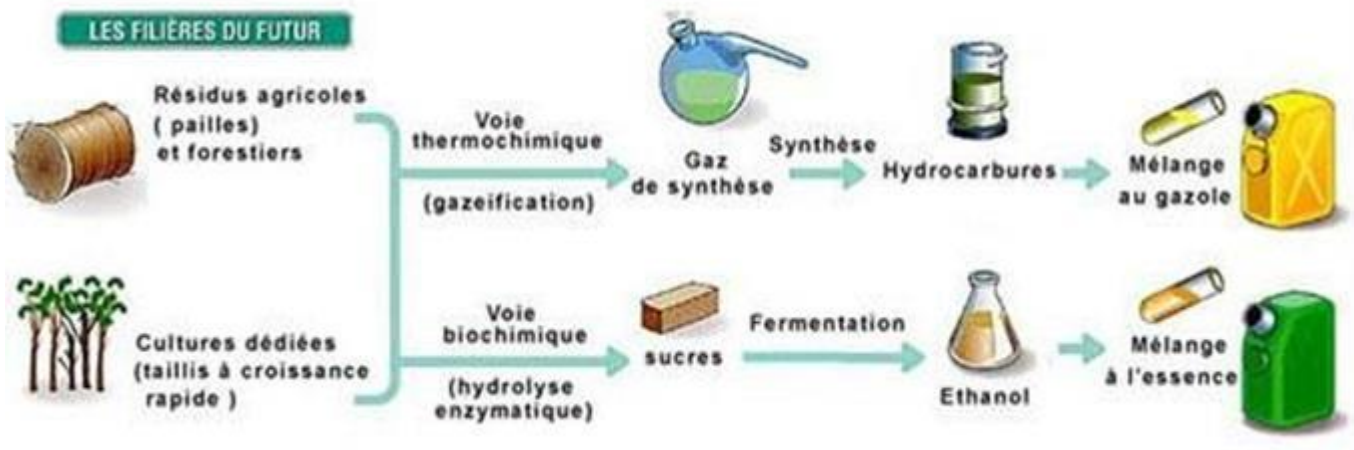 LES FILIÈRES DU FUTUR
Résidus agricoles
( pailles)
et forestiers
Voie
thermochimique
(gazeification)
Gaz
de synthèse
Synthèse
Hydrocarbures
Mélange
au gazole
Cultures dédiées
(taillis à croissance
rapide )
Voie
biochimique
(hydrolyse
enzymatique)
sucres
Fermentation
Ethanol
Mélange
à l'essence